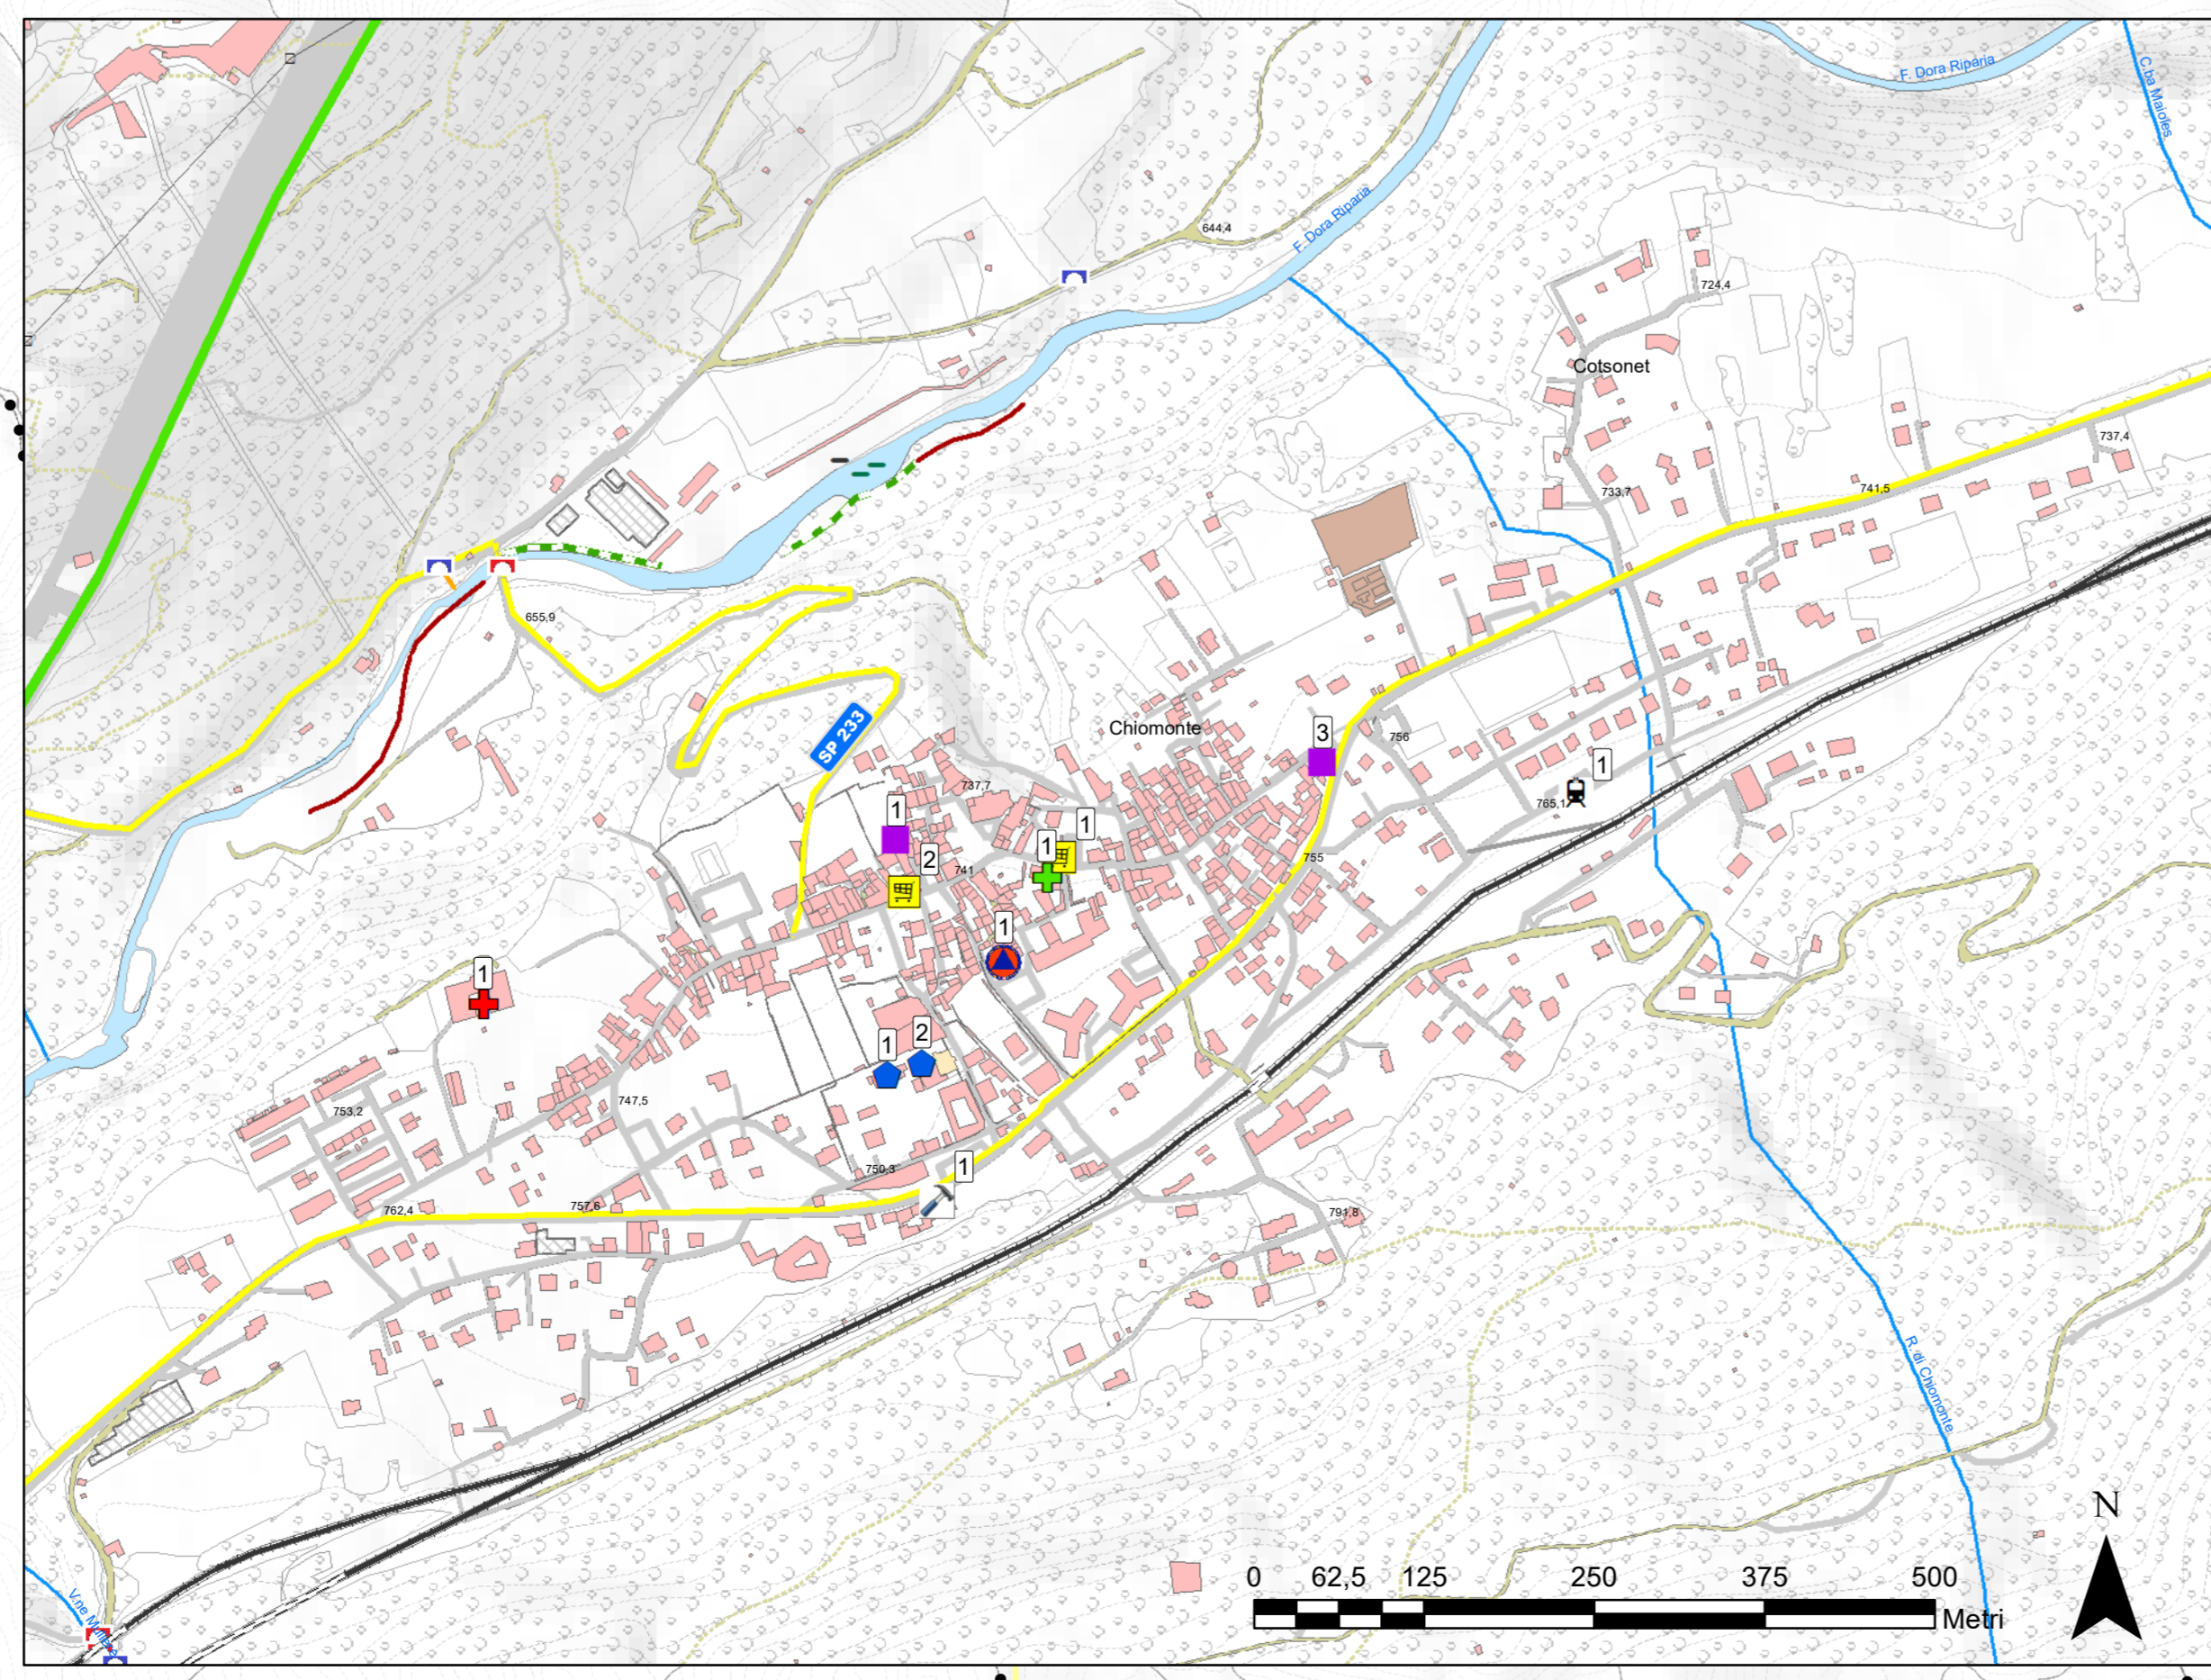 F. Dora Riparia
C.ba Maioles
F. Dora Riparia
644,4
724,4
Cotsonet
737,4
741,5
733,7
655,9
SP 233
Chiomonte
3
756
1
765,1
737,7
1
1
1
2
741
755
1
1
1
2
747,5
753,2
750,3
1
757,6
762,4
791,8
R. di Chiomonte
N
0 62,5 125 250 375 500
Metri
V.ne